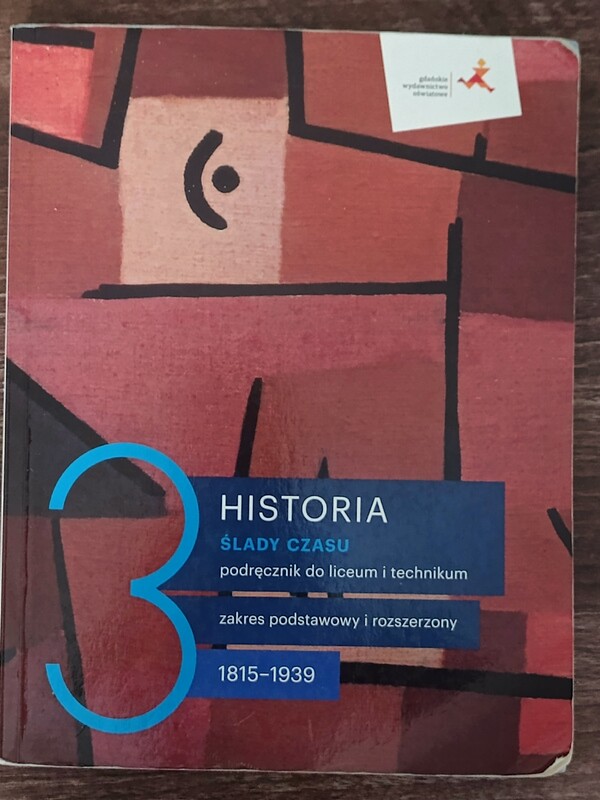 gdańskie
wydawnictwo
oświatowe
3
HISTORIA
ŚLADY CZASU
podręcznik do liceum i technikum
zakres podstawowy i rozszerzony
1815–1939